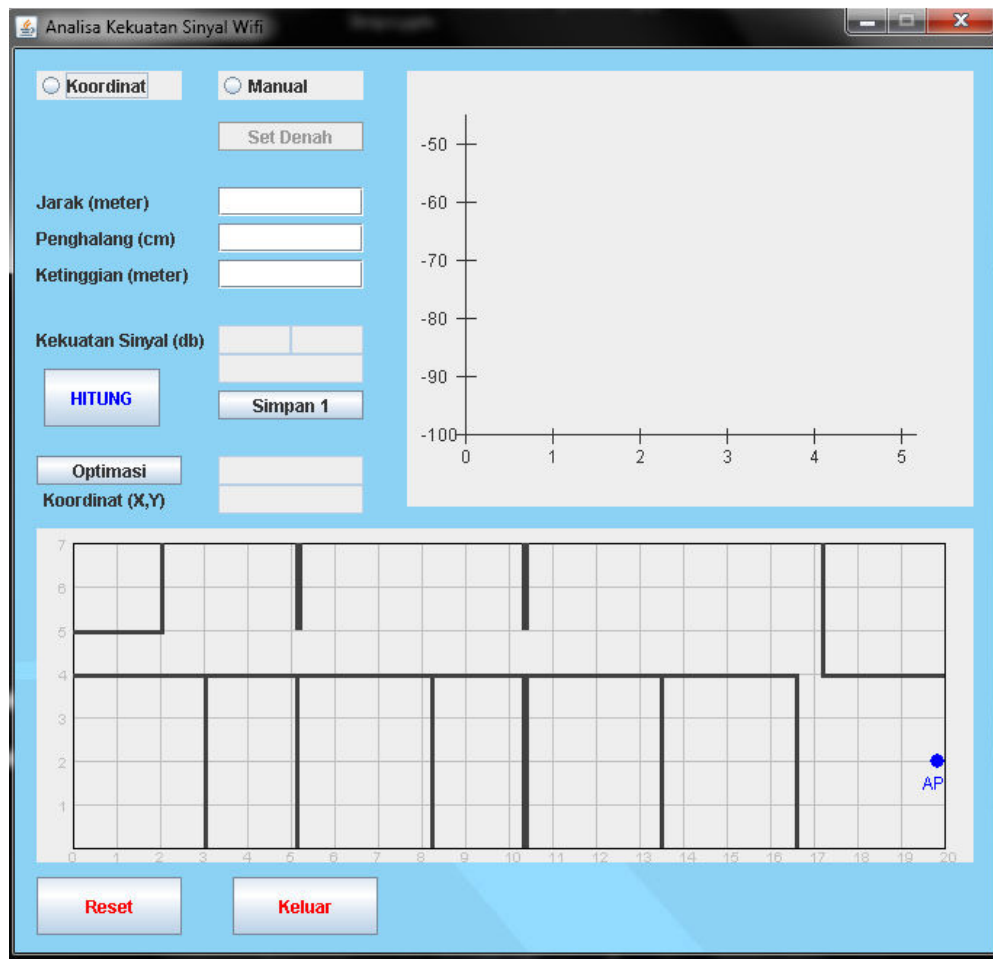 Analisa Kekuatan Sinyal Wifi
Koordinat
Manual
Set Denah
Jarak (meter)
Penghalang (cm)
Ketinggian (meter)
Kekuatan Sinyal (db)
HITUNG
Simpan 1
Optimasi
Koordinat (X,Y)
-50
-60
-70
-80
-90
-100
0 1 2 3 4 5
7
6
5
4
3
2
1
AP
0 1 2 3 4 5 6 7 8 9 10 11 12 13 14 15 16 17 18 19 20
Reset
Keluar